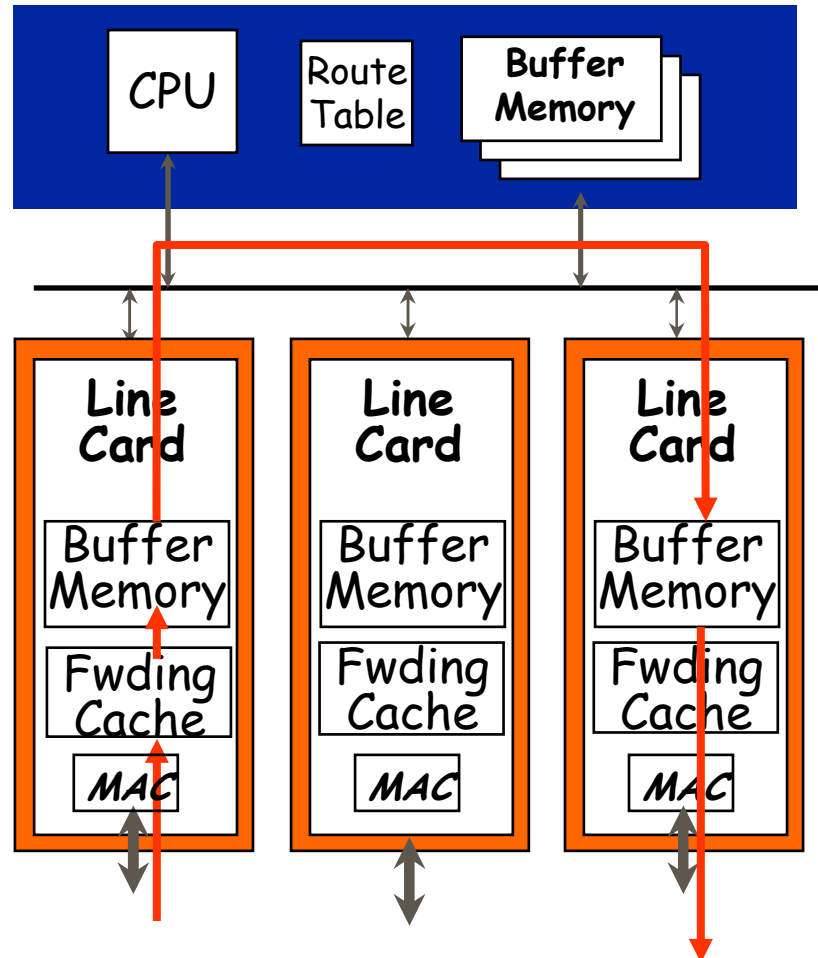 CPU
Route
Table
Buffer
Memory
Line
Card
Buffer
Memory
Fwding
Cache
MAC
Line
Card
Buffer
Memory
Fwding
Cache
MAC
Line
Card
Buffer
Memory
Fwding
Cache
MAC